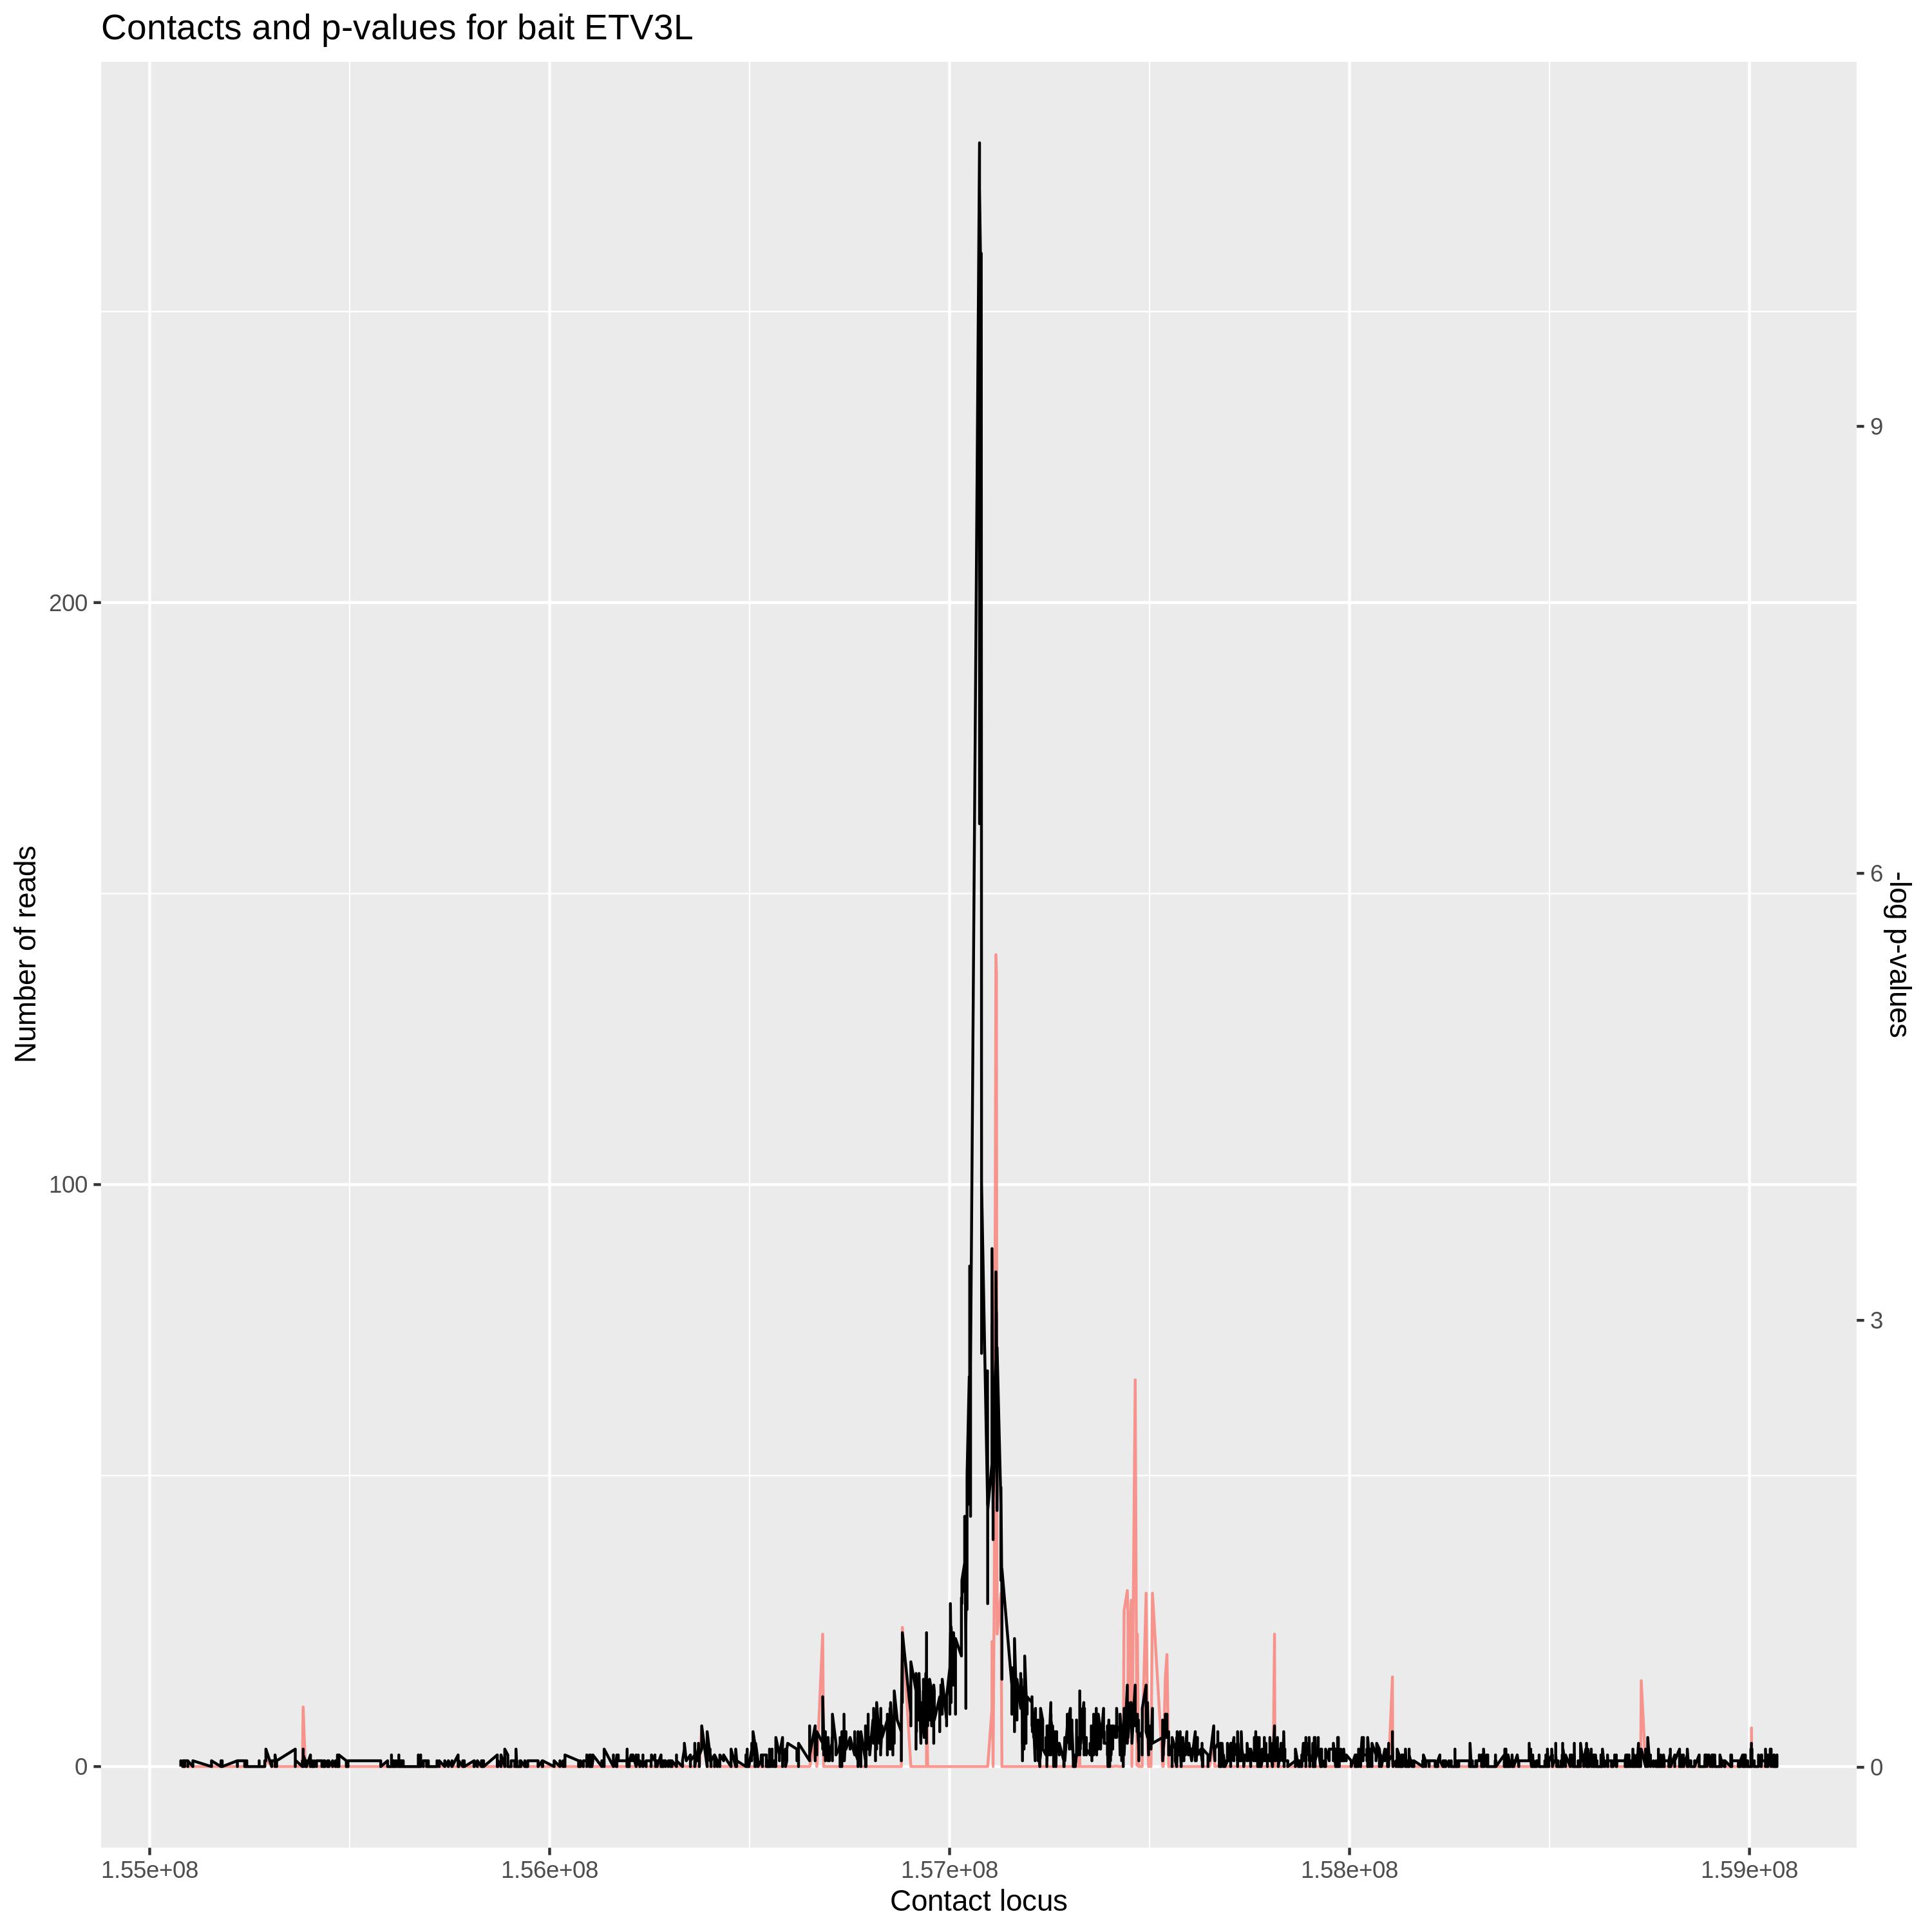 Contacts and p-values for bait ETV3L
Number of reads
200
100
0
9
6
3
0
-log p-values
1.55e+08
1.56e+08
1.57e+08
1.58e+08
1.59e+08
Contact locus